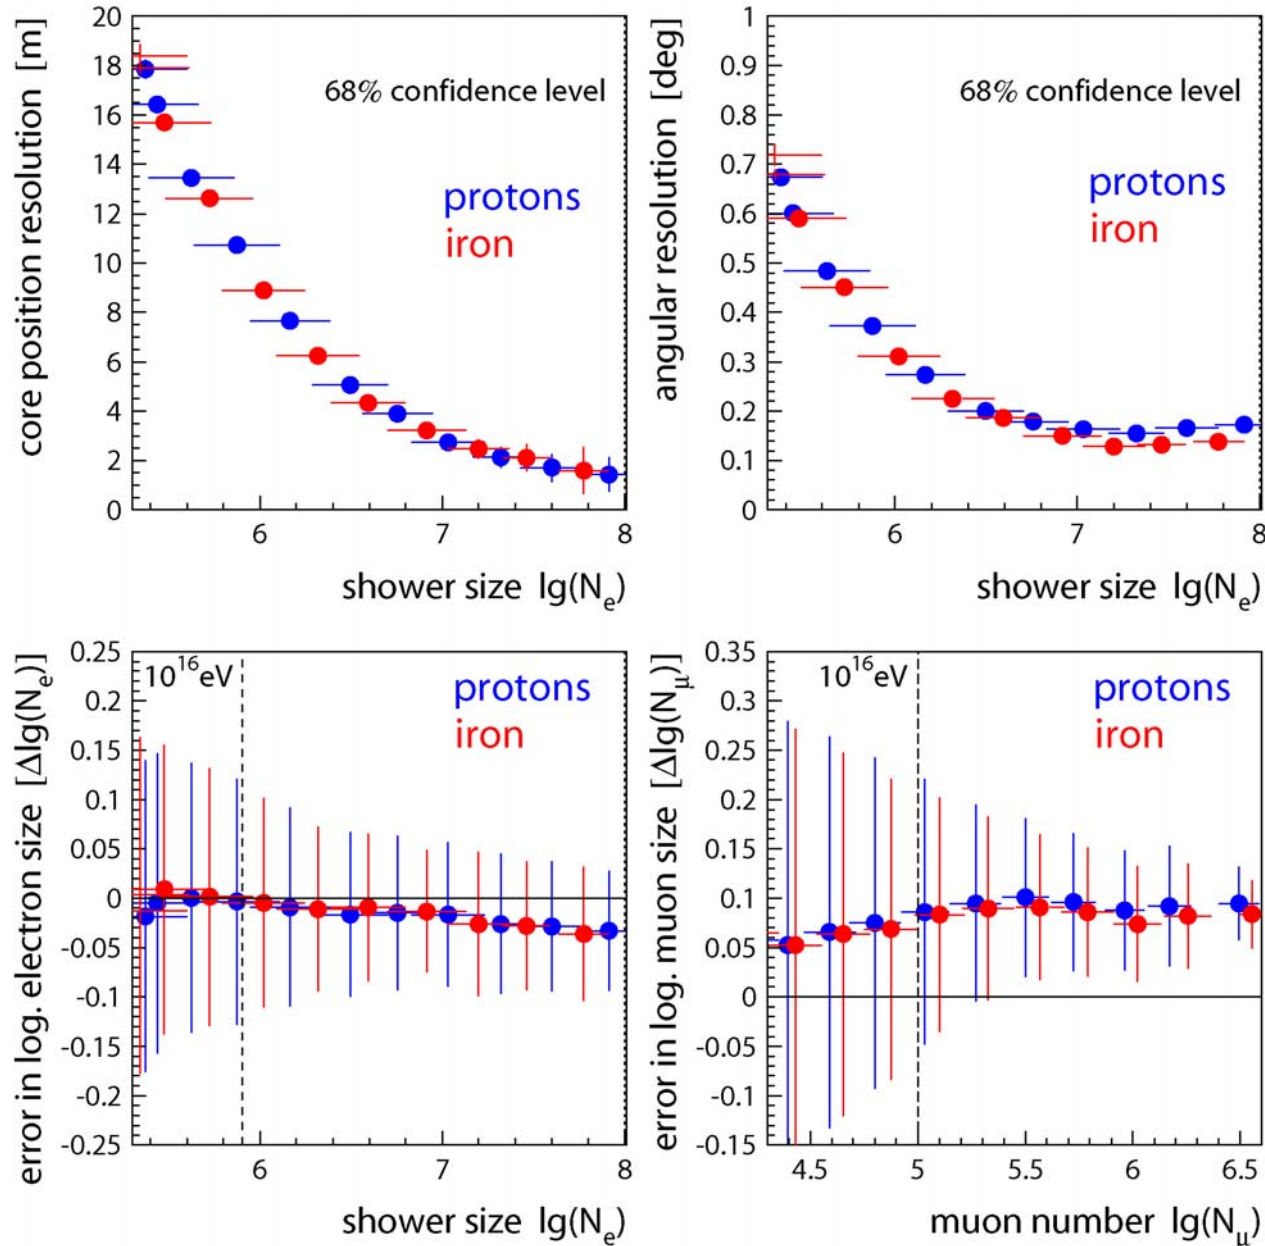 core position resolution [m]
20
18
16
14
12
10
8
6
4
2
0
68% confidence level
protons
iron
6
7
8
shower size lg(Nₑ)
angular resolution [deg]
1
0.9
0.8
0.7
0.6
0.5
0.4
0.3
0.2
0.1
0
68% confidence level
protons
iron
6
7
8
shower size lg(Nₑ)
error in log. electron size [Δlg(Nₑ)]
0.25
0.2
0.15
0.1
0.05
0
-0.05
-0.1
-0.15
-0.2
-0.25
10¹⁶eV
protons
iron
6
7
8
shower size lg(Nₑ)
error in log. muon size [Δlg(N_μ)]
0.35
0.3
0.25
0.2
0.15
0.1
0.05
0
-0.05
-0.1
-0.15
10¹⁶eV
protons
iron
4.5
5
5.5
6
6.5
muon number lg(N_μ)